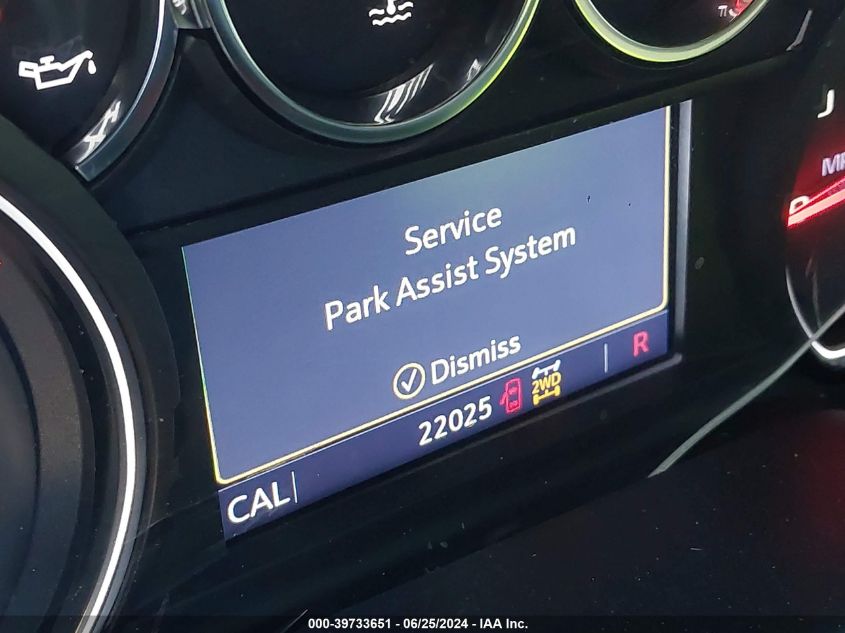 Service
Park Assist System
Dismiss
22025
2WD
R
CAL
000-39733651 - 06/25/2024 - IAA Inc.